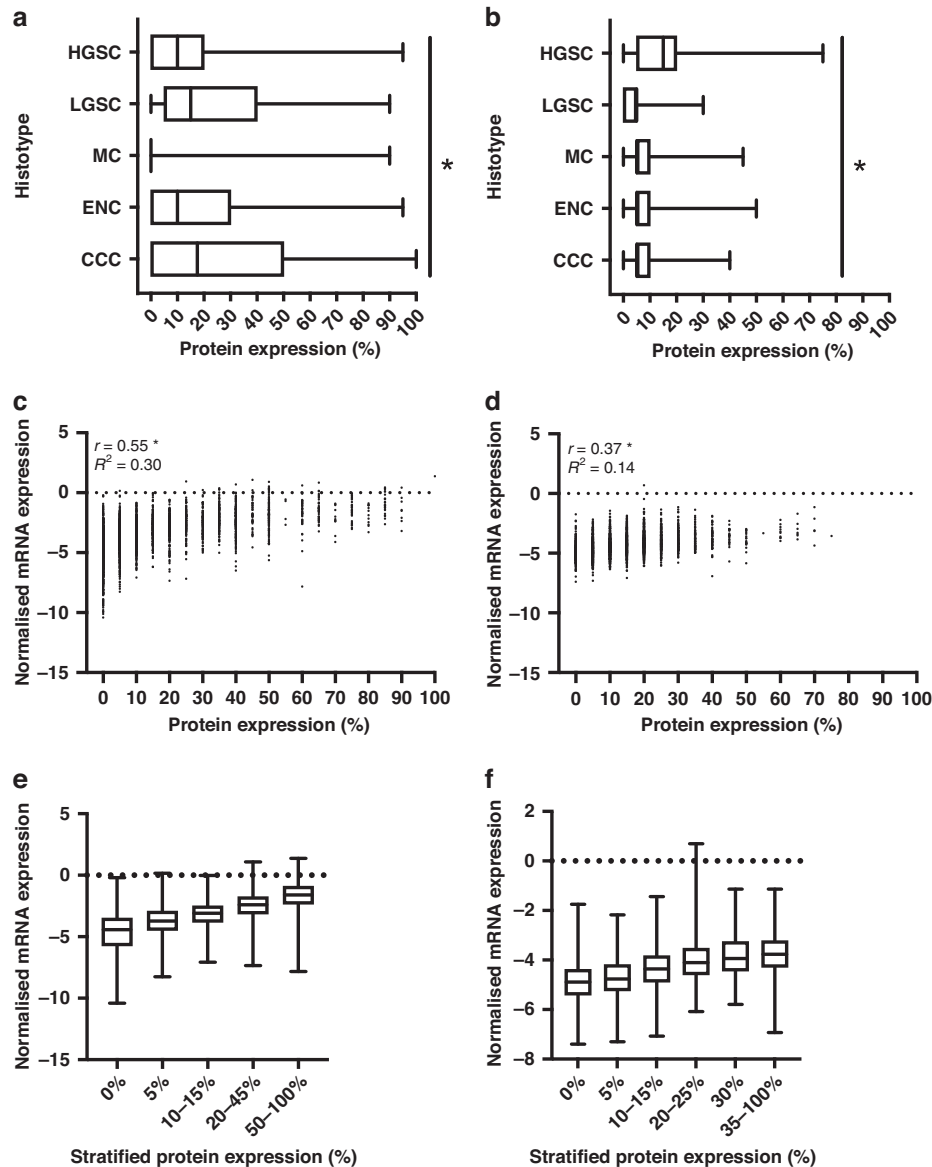 a
HGSC
LGSC
MC
ENC
CCC
Histotype
*
0 10 20 30 40 50 60 70 80 90 100
Protein expression (%)
b
HGSC
LGSC
MC
ENC
CCC
Histotype
*
0 10 20 30 40 50 60 70 80 90 100
Protein expression (%)
c
Normalised mRNA expression
r = 0.55 *
R² = 0.30
5
0
–5
–10
–15
0 10 20 30 40 50 60 70 80 90 100
Protein expression (%)
d
Normalised mRNA expression
r = 0.37 *
R² = 0.14
5
0
–5
–10
–15
0 10 20 30 40 50 60 70 80 90 100
Protein expression (%)
e
Normalised mRNA expression
5
0
–5
–10
–15
0% 5% 10–15% 20–45% 50–100%
Stratified protein expression (%)
f
Normalised mRNA expression
2
0
–2
–4
–6
–8
0% 5% 10–15% 20–25% 30% 35–100%
Stratified protein expression (%)